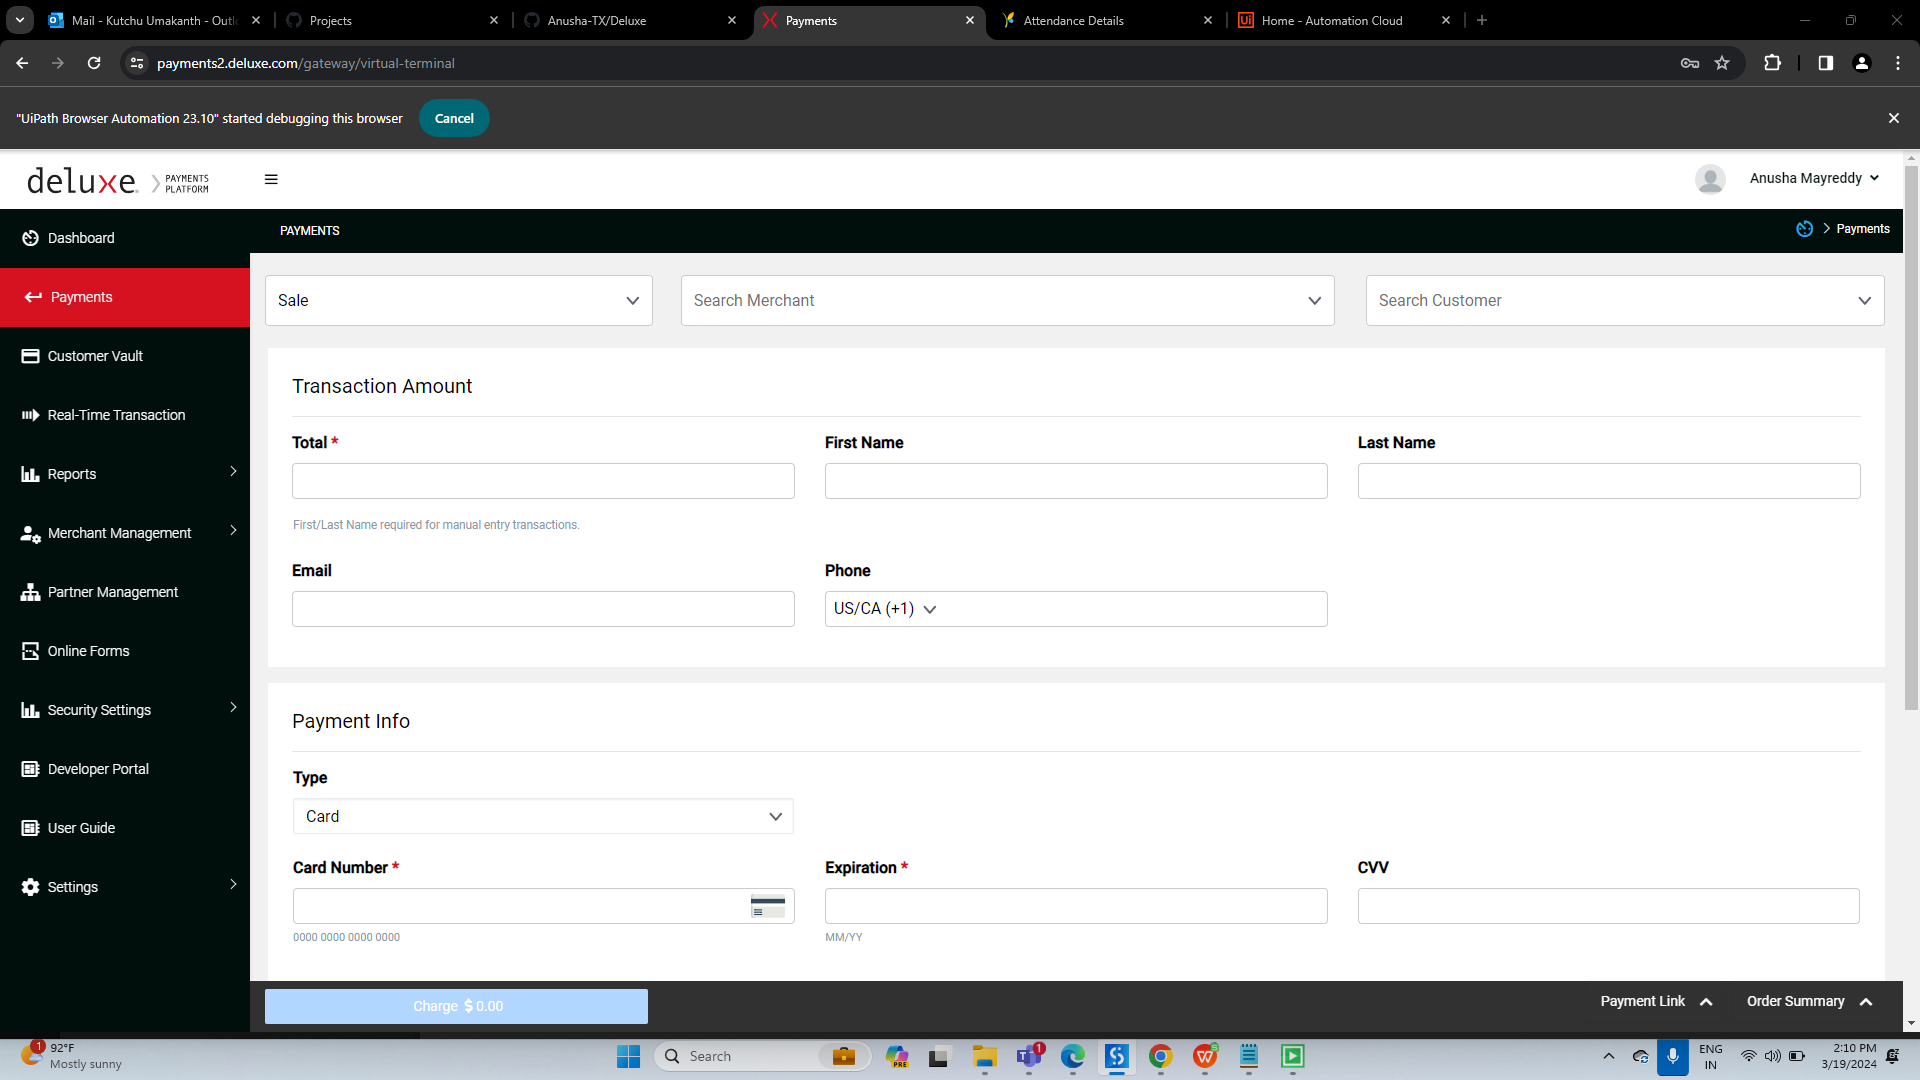 Mail - Kutchu Umakanth - Outl
Projects
Anusha-TX/Deluxe
Payments
Attendance Details
Ui
Home - Automation Cloud
payments2.deluxe.com/gateway/virtual-terminal
"UiPath Browser Automation 23.10" started debugging this browser
Cancel
deluxe
PAYMENTS
PLATFORM
Anusha Mayreddy
Dashboard
PAYMENTS
Payments
Payments
Sale
Search Merchant
Search Customer
Customer Vault
Transaction Amount
Real-Time Transaction
Total *
First Name
Last Name
Reports
First/Last Name required for manual entry transactions.
Merchant Management
Email
Phone
Partner Management
US/CA (+1)
Online Forms
Security Settings
Payment Info
Developer Portal
Type
Card
User Guide
Card Number *
Expiration *
CVV
Settings
0000 0000 0000 0000
MM/YY
Charge $ 0.00
Payment Link
Order Summary
1
92°F
Mostly sunny
Search
PRE
1
ENG
IN
2:10 PM
3/19/2024